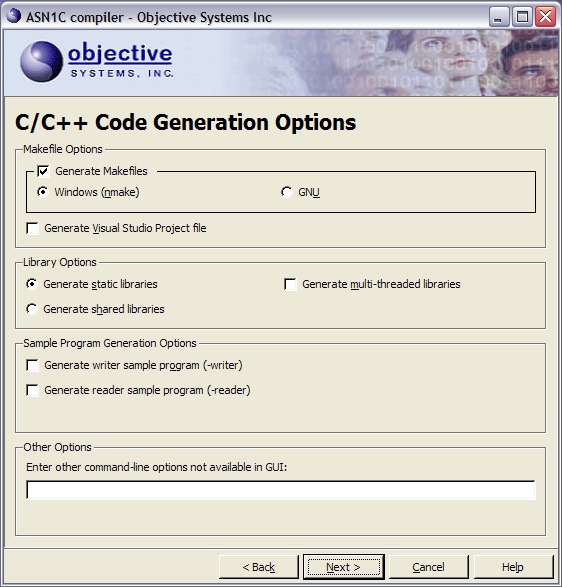 ASN1C compiler - Objective Systems Inc
objective
SYSTEMS, INC.
C/C++ Code Generation Options
Makefile Options
Generate Makefiles
Windows (nmake)
GNU
Generate Visual Studio Project file
Library Options
Generate static libraries
Generate multi-threaded libraries
Generate shared libraries
Sample Program Generation Options
Generate writer sample program (-writer)
Generate reader sample program (-reader)
Other Options
Enter other command-line options not available in GUI:
< Back
Next >
Cancel
Help